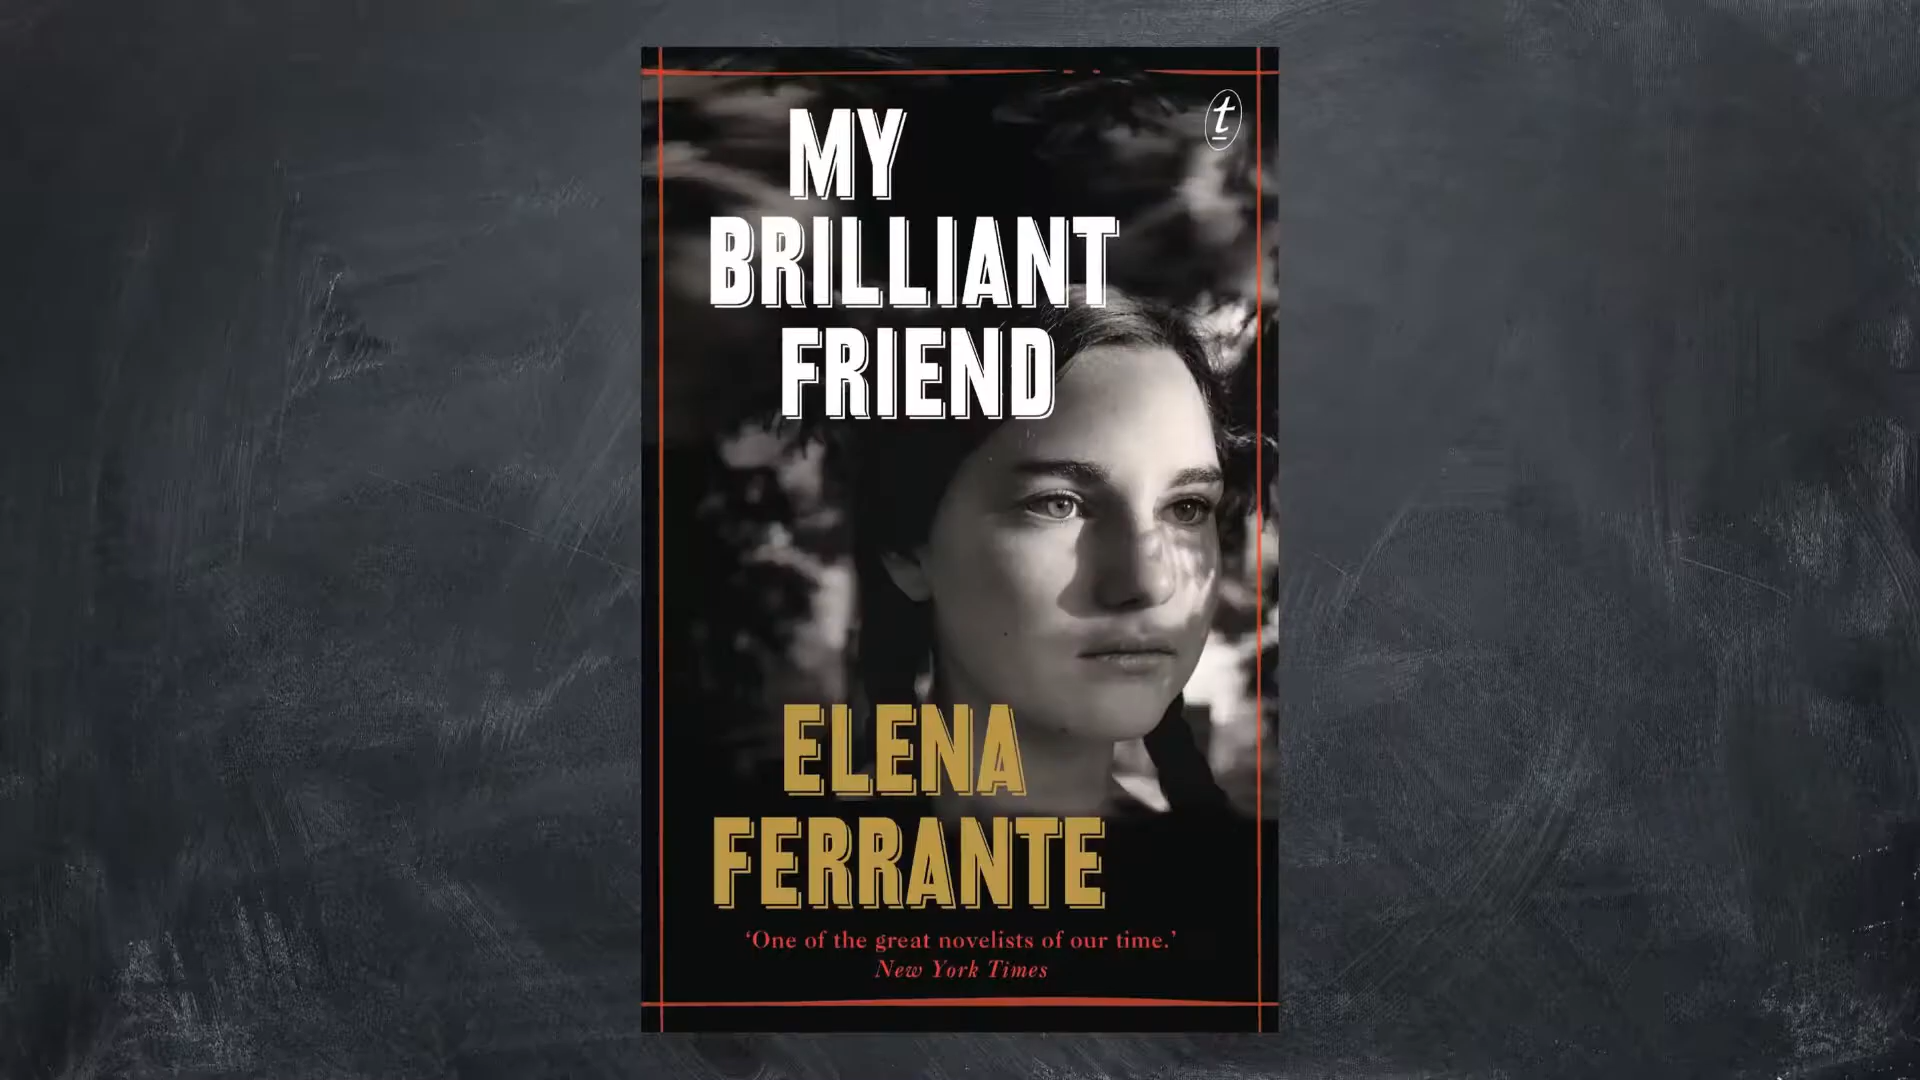 MY
BRILLIANT
FRIEND
t
ELENA
FERRANTE
‘One of the great novelists of our time.’
New York Times